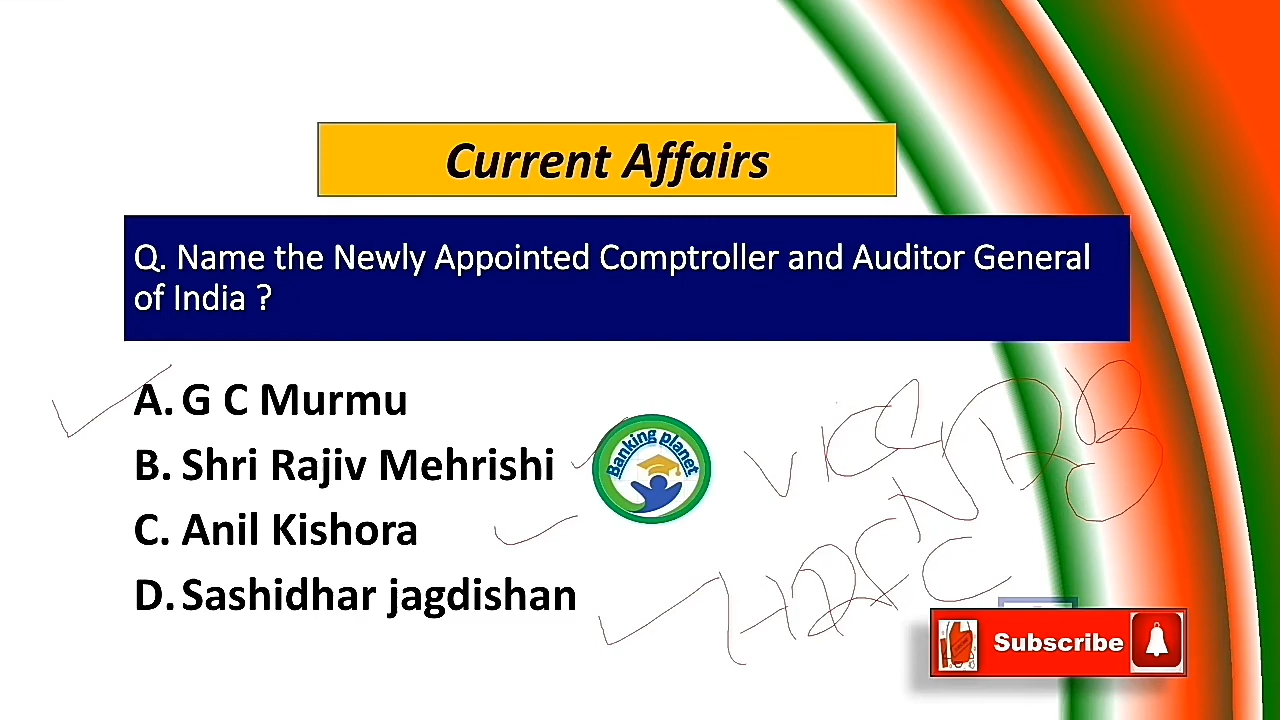 Current Affairs
Q. Name the Newly Appointed Comptroller and Auditor General
of India ?
A. G C Murmu
B. Shri Rajiv Mehrishi
Banking planet
C. Anil Kishora
D. Sashidhar jagdishan
HDFC
Subscribe